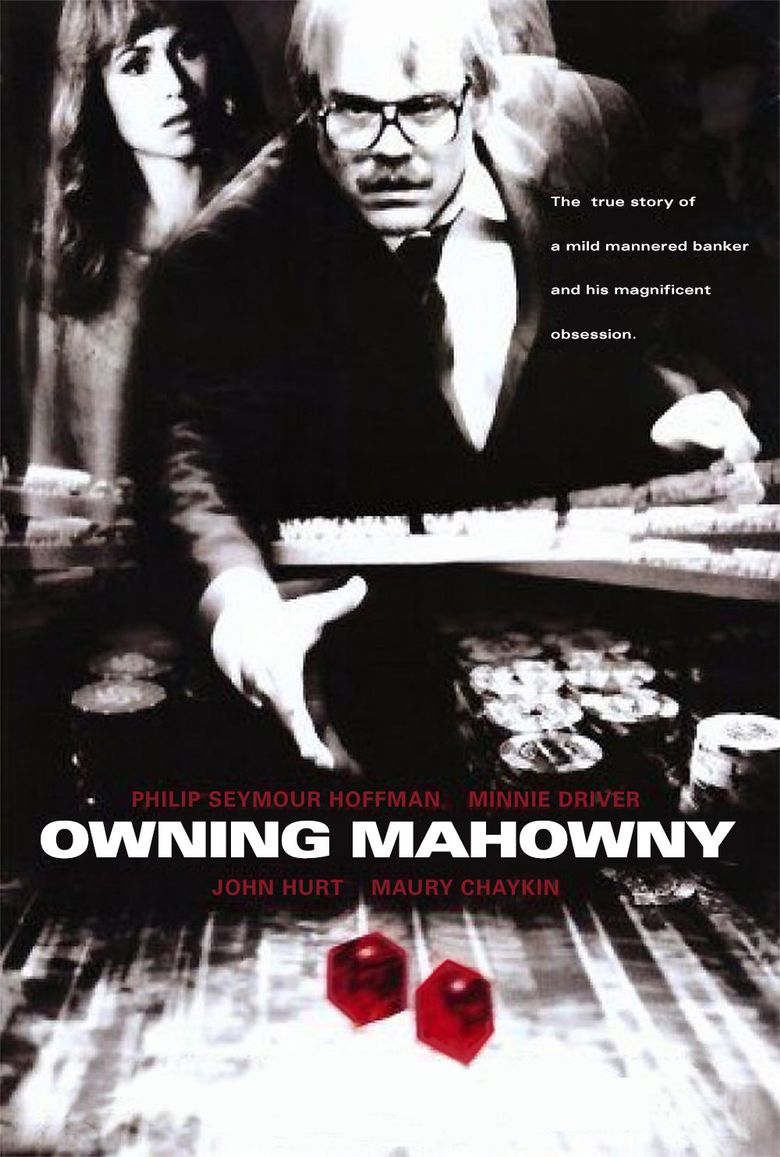 The true story of
a mild mannered banker
and his magnificent
obsession.
PHILIP SEYMOUR HOFFMAN MINNIE DRIVER
OWNING MAHOWNY
JOHN HURT MAURY CHAYKIN